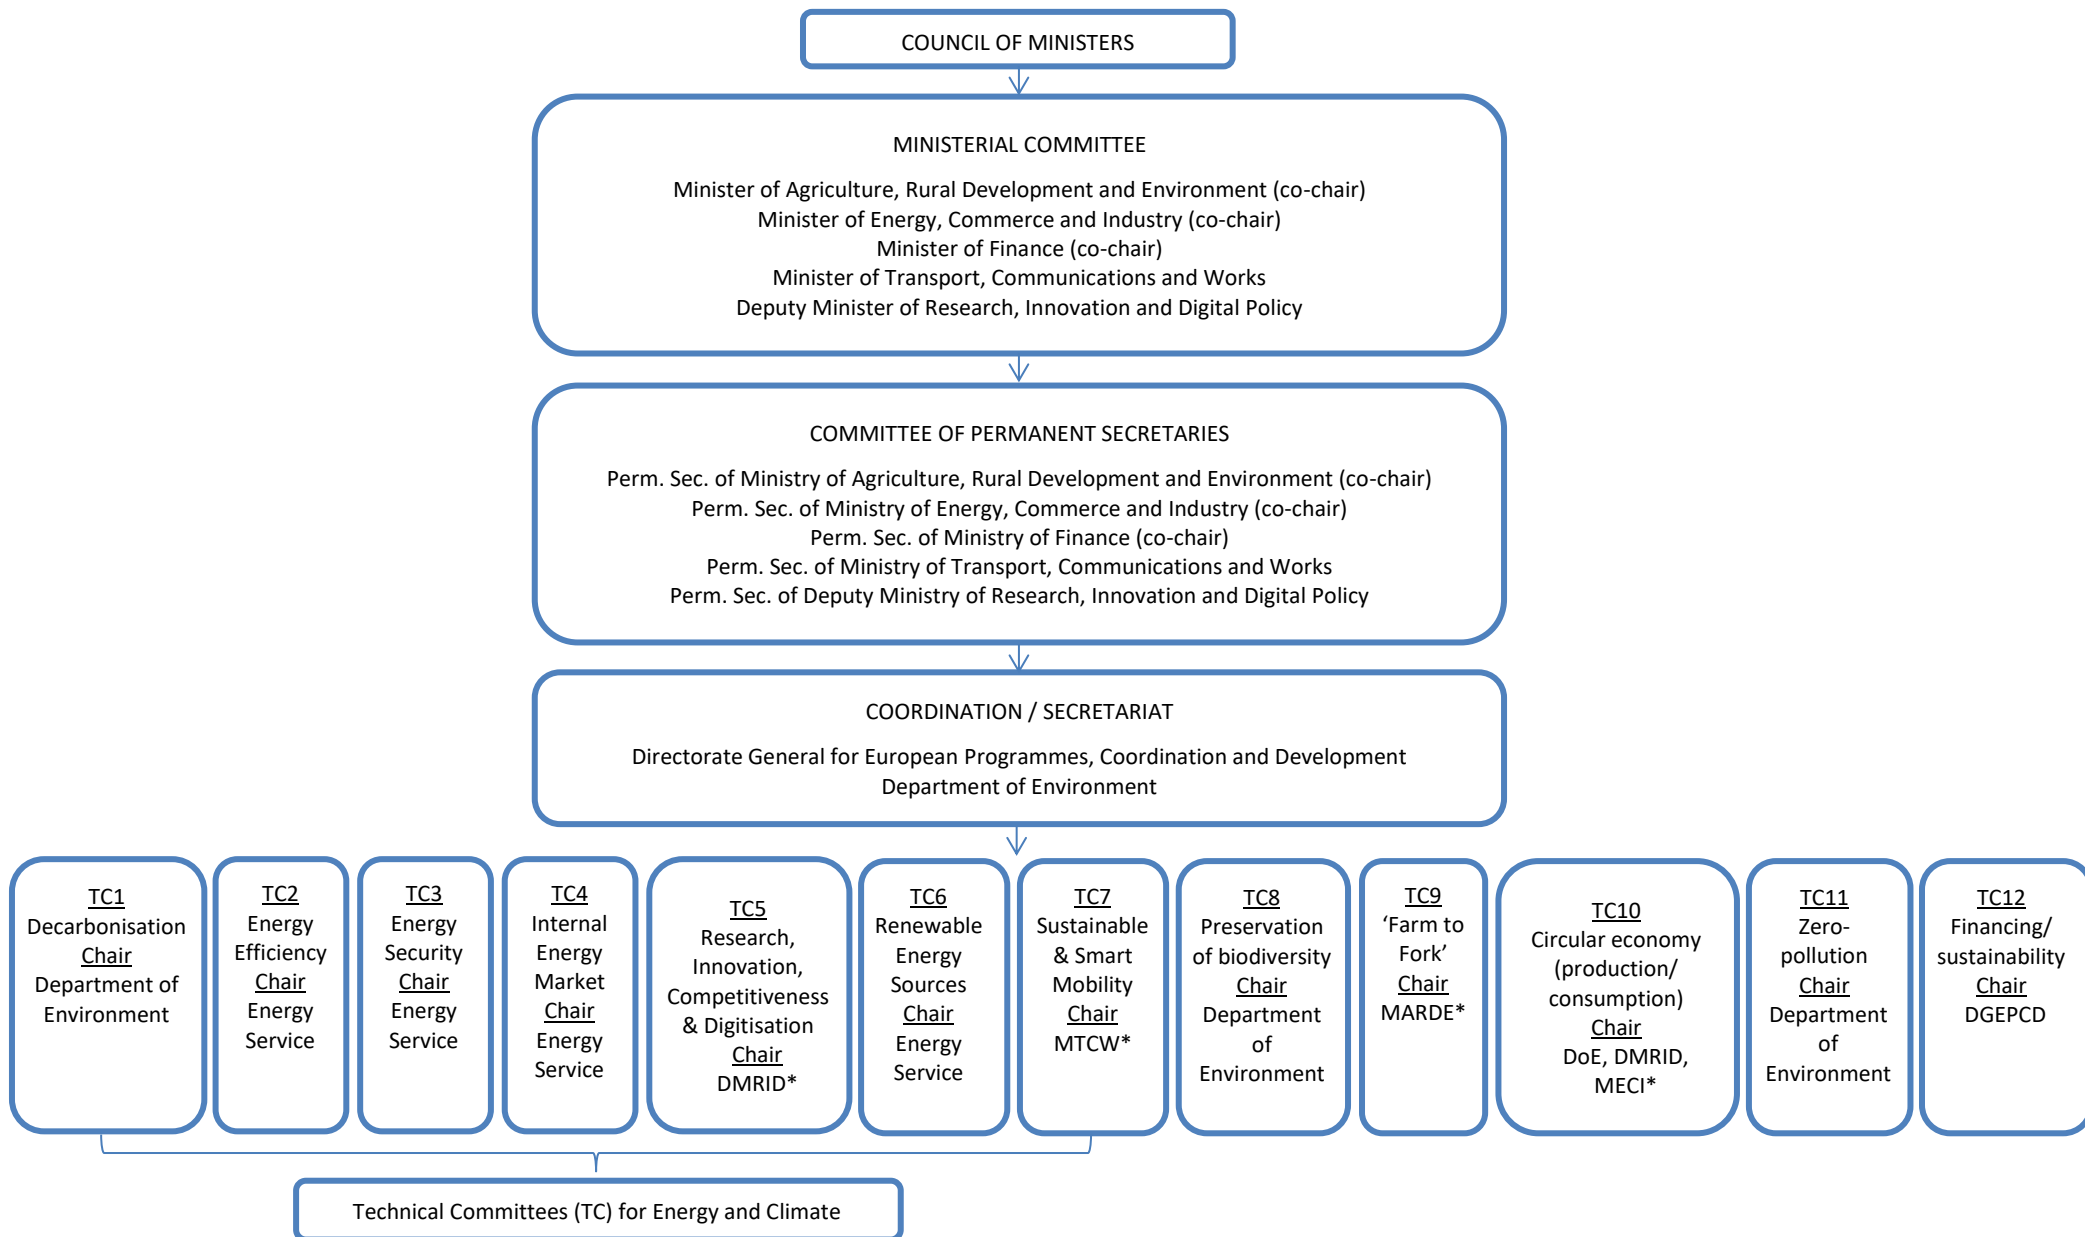 COUNCIL OF MINISTERS
MINISTERIAL COMMITTEE
Minister of Agriculture, Rural Development and Environment (co-chair)
Minister of Energy, Commerce and Industry (co-chair)
Minister of Finance (co-chair)
Minister of Transport, Communications and Works
Deputy Minister of Research, Innovation and Digital Policy
COMMITTEE OF PERMANENT SECRETARIES
Perm. Sec. of Ministry of Agriculture, Rural Development and Environment (co-chair)
Perm. Sec. of Ministry of Energy, Commerce and Industry (co-chair)
Perm. Sec. of Ministry of Finance (co-chair)
Perm. Sec. of Ministry of Transport, Communications and Works
Perm. Sec. of Deputy Ministry of Research, Innovation and Digital Policy
COORDINATION / SECRETARIAT
Directorate General for European Programmes, Coordination and Development
Department of Environment
TC1
Decarbonisation
Chair
Department of
Environment
TC2
Energy
Efficiency
Chair
Energy
Service
TC3
Energy
Security
Chair
Energy
Service
TC4
Internal
Energy
Market
Chair
Energy
Service
TC5
Research,
Innovation,
Competitiveness
& Digitisation
Chair
DMRID*
TC6
Renewable
Energy
Sources
Chair
Energy
Service
TC7
Sustainable
& Smart
Mobility
Chair
MTCW*
TC8
Preservation
of biodiversity
Chair
Department
of
Environment
TC9
‘Farm to
Fork’
Chair
MARDE*
TC10
Circular economy
(production/
consumption)
Chair
DoE, DMRID,
MECI*
TC11
Zero-
pollution
Chair
Department
of
Environment
TC12
Financing/
sustainability
Chair
DGEPCD
Technical Committees (TC) for Energy and Climate